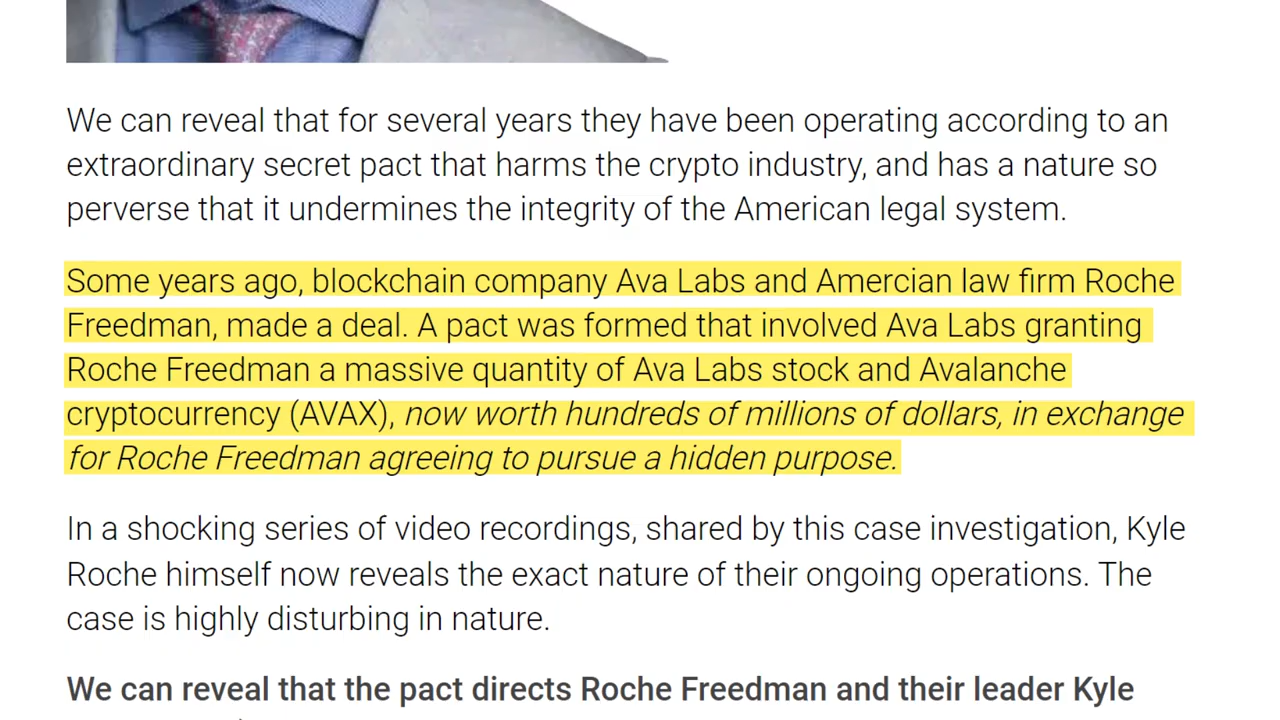 We can reveal that for several years they have been operating according to an
extraordinary secret pact that harms the crypto industry, and has a nature so
perverse that it undermines the integrity of the American legal system.
Some years ago, blockchain company Ava Labs and Amercian law firm Roche
Freedman, made a deal. A pact was formed that involved Ava Labs granting
Roche Freedman a massive quantity of Ava Labs stock and Avalanche
cryptocurrency (AVAX), now worth hundreds of millions of dollars, in exchange
for Roche Freedman agreeing to pursue a hidden purpose.
In a shocking series of video recordings, shared by this case investigation, Kyle
Roche himself now reveals the exact nature of their ongoing operations. The
case is highly disturbing in nature.
We can reveal that the pact directs Roche Freedman and their leader Kyle